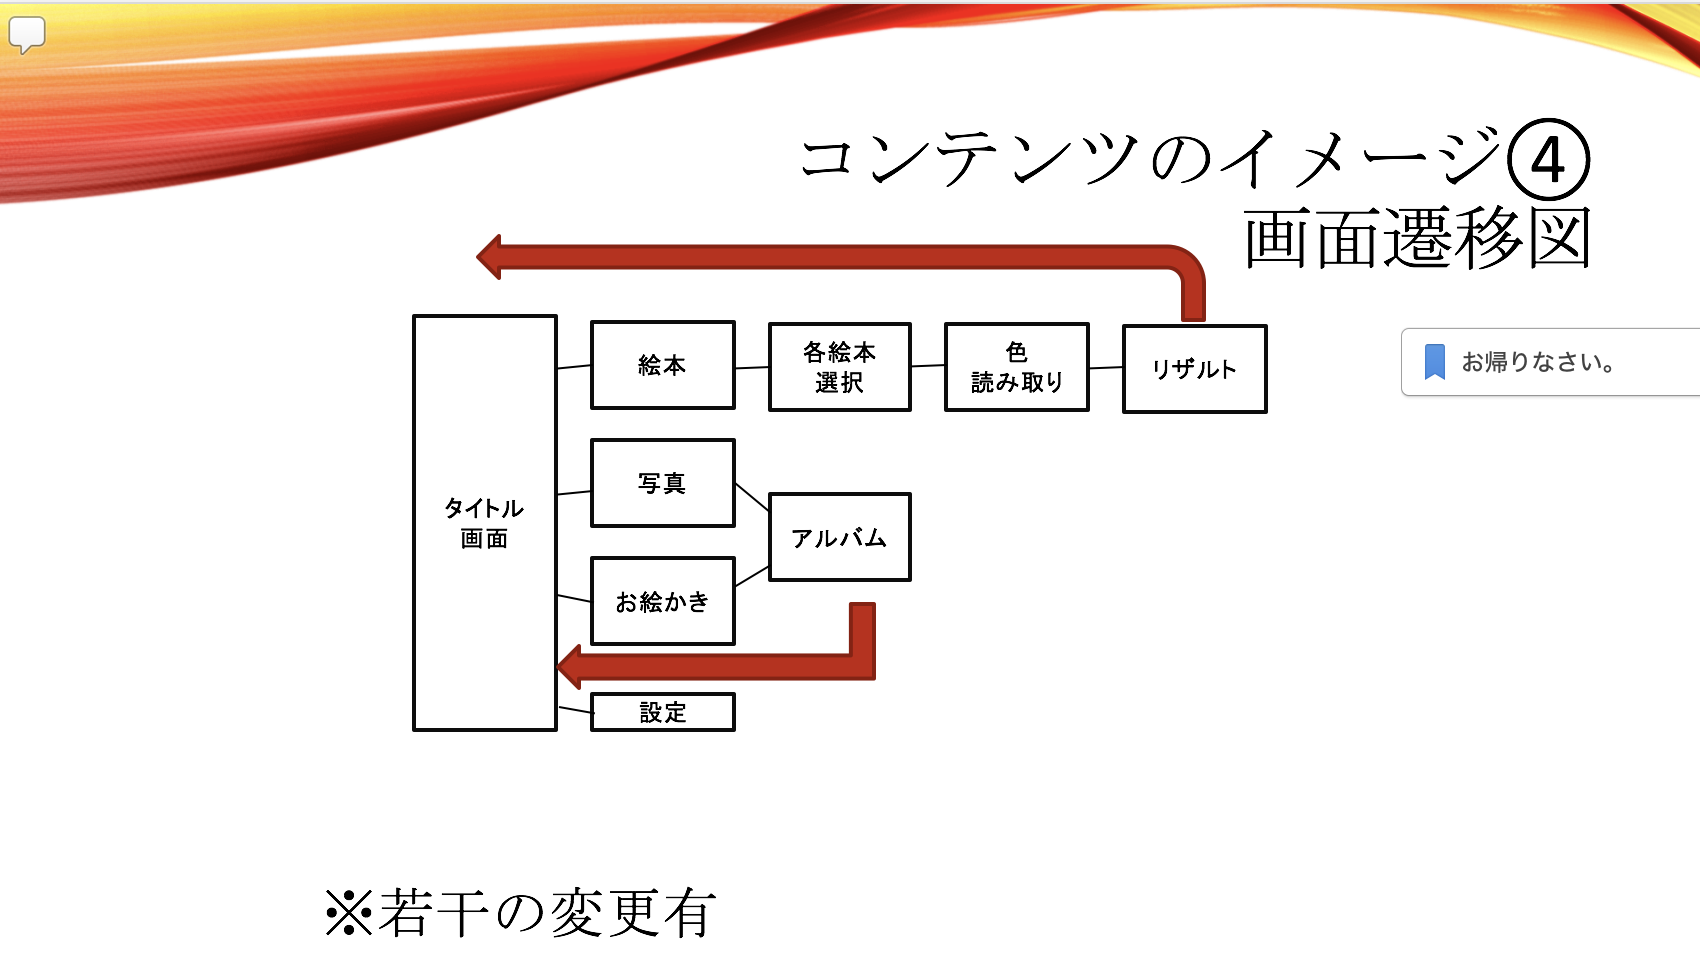 コンテンツのイメージ④
画面遷移図
タイトル
画面
絵本
各絵本
選択
色
読み取り
リザルト
写真
お絵かき
アルバム
設定
お帰りなさい。
※若干の変更有